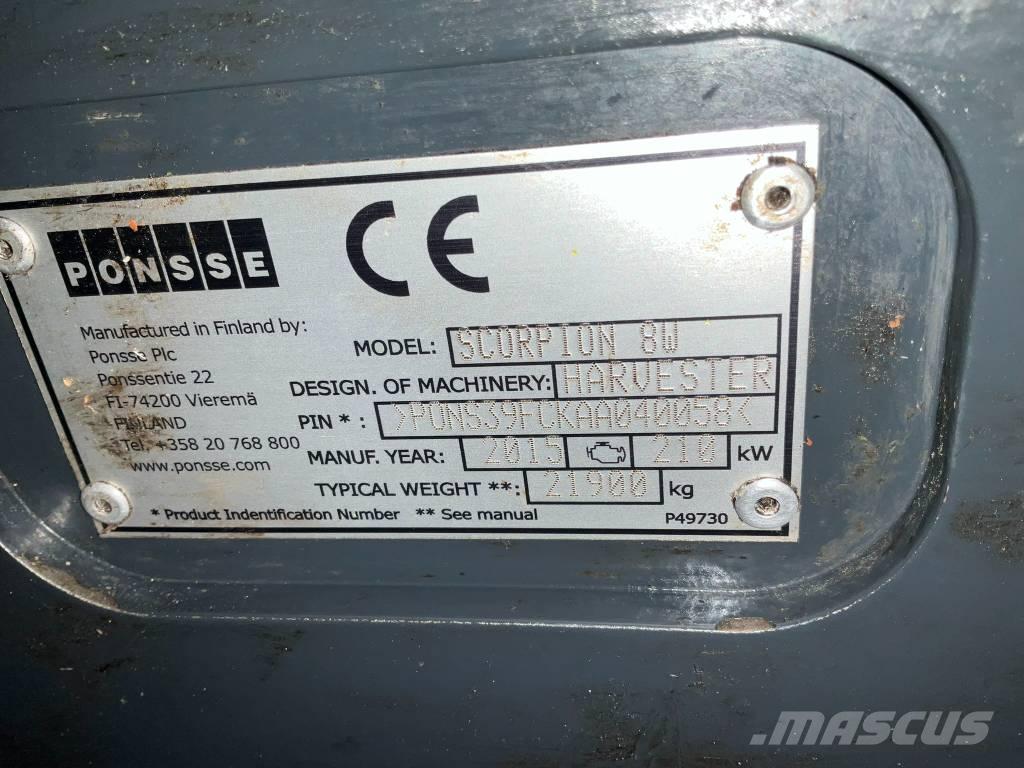 PONSSE CE
Manufactured in Finland by:
Ponsse Plc
Ponssentie 22
FI-74200 Vieremä
FINLAND
Tel. +358 20 768 800
www.ponsse.com
MODEL: SCORPION 8W
DESIGN. OF MACHINERY: HARVESTER
PIN * : >PONS39FCKAA040058<
MANUF. YEAR: 2015 210 kW
TYPICAL WEIGHT **: 21900 kg
* Product Indentification Number ** See manual P49730
MASCUS